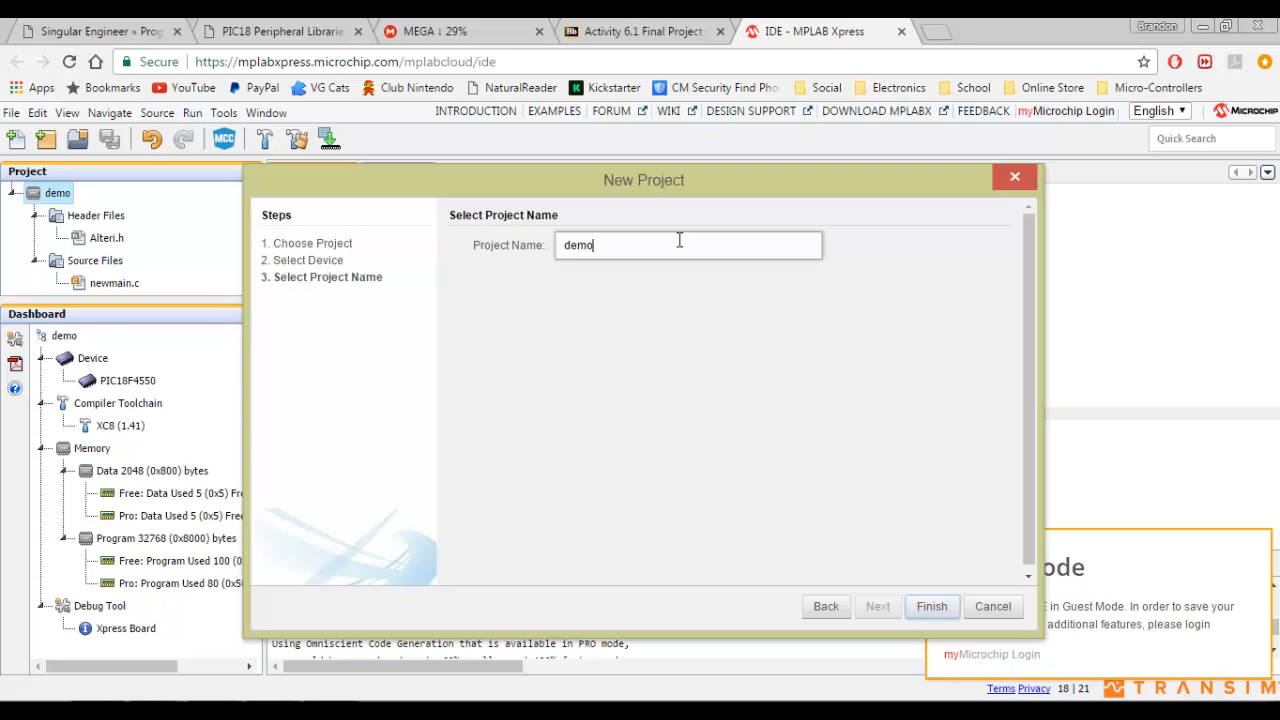 Singular Engineer » Prog
PIC18 Peripheral Librarie
MEGA ↓ 29%
Activity 6.1 Final Project
IDE - MPLAB Xpress
Brandon
Secure
https://mplabxpress.microchip.com/mplabcloud/ide
Apps
Bookmarks
YouTube
PayPal
VG Cats
Club Nintendo
NaturalReader
Kickstarter
CM Security Find Pho
Social
Electronics
School
Online Store
Micro-Controllers
File Edit View Navigate Source Run Tools Window
INTRODUCTION EXAMPLES FORUM WIKI DESIGN SUPPORT DOWNLOAD MPLABX FEEDBACK myMicrochip Login English MICROCHIP
MCC
Quick Search
Project
demo
Header Files
Alteri.h
Source Files
newmain.c
Dashboard
demo
Device
PIC18F4550
Compiler Toolchain
XC8 (1.41)
Memory
Data 2048 (0x800) bytes
Free: Data Used 5 (0x5) Fre
Pro: Data Used 5 (0x5) Free
Program 32768 (0x8000) bytes
Free: Program Used 100 (0
Pro: Program Used 80 (0x5
Debug Tool
Xpress Board
New Project
Steps
1. Choose Project
2. Select Device
3. Select Project Name
Select Project Name
Project Name: demo
Back
Next
Finish
Cancel
Using Omniscient Code Generation that is available in PRO mode,
ode
E in Guest Mode. In order to save your
additional features, please login
myMicrochip Login
Terms Privacy 18 | 21
TRANSIM